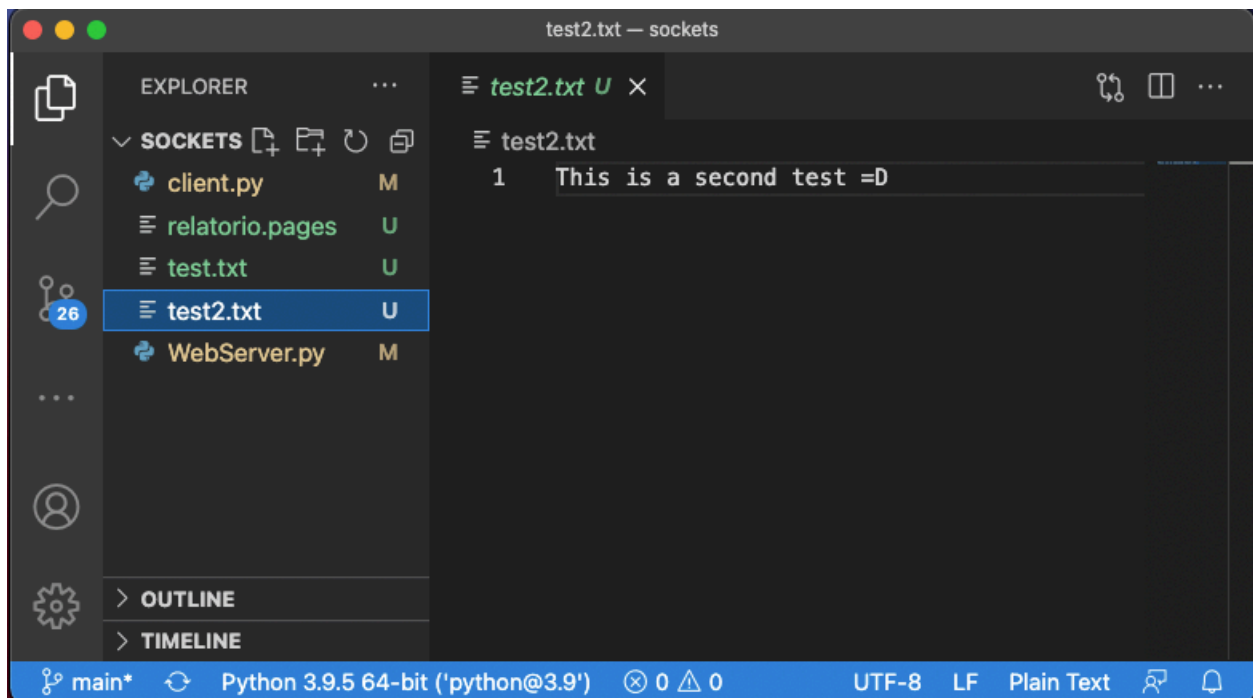 test2.txt — sockets
EXPLORER ...
SOCKETS
client.py M
relatorio.pages U
test.txt U
test2.txt U
WebServer.py M
26
OUTLINE
TIMELINE
test2.txt U
test2.txt
1 This is a second test =D
main* Python 3.9.5 64-bit ('python@3.9') 0 0 UTF-8 LF Plain Text